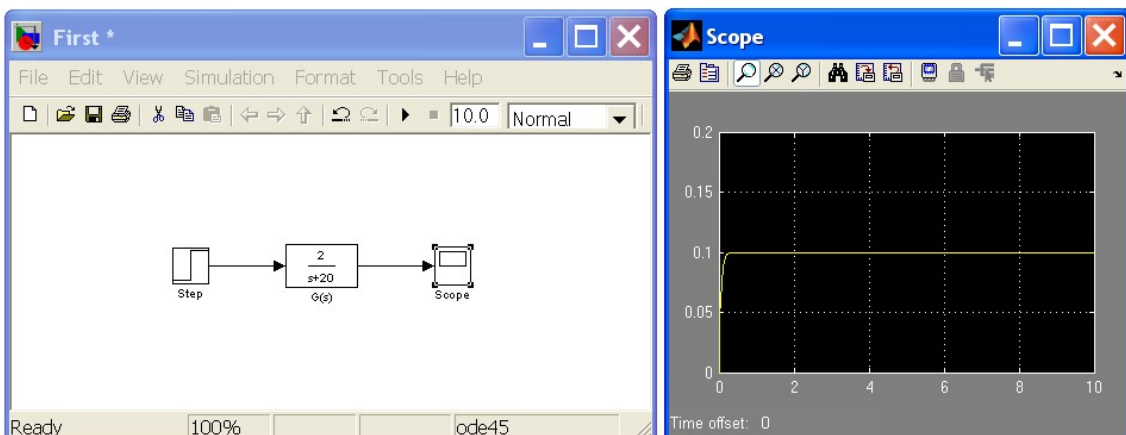 First *
File Edit View Simulation Format Tools Help
10.0 Normal
2
s+20
Step
G(s)
Scope
Ready 100% ode45
Scope
0.2
0.15
0.1
0.05
0
0 2 4 6 8 10
Time offset: 0